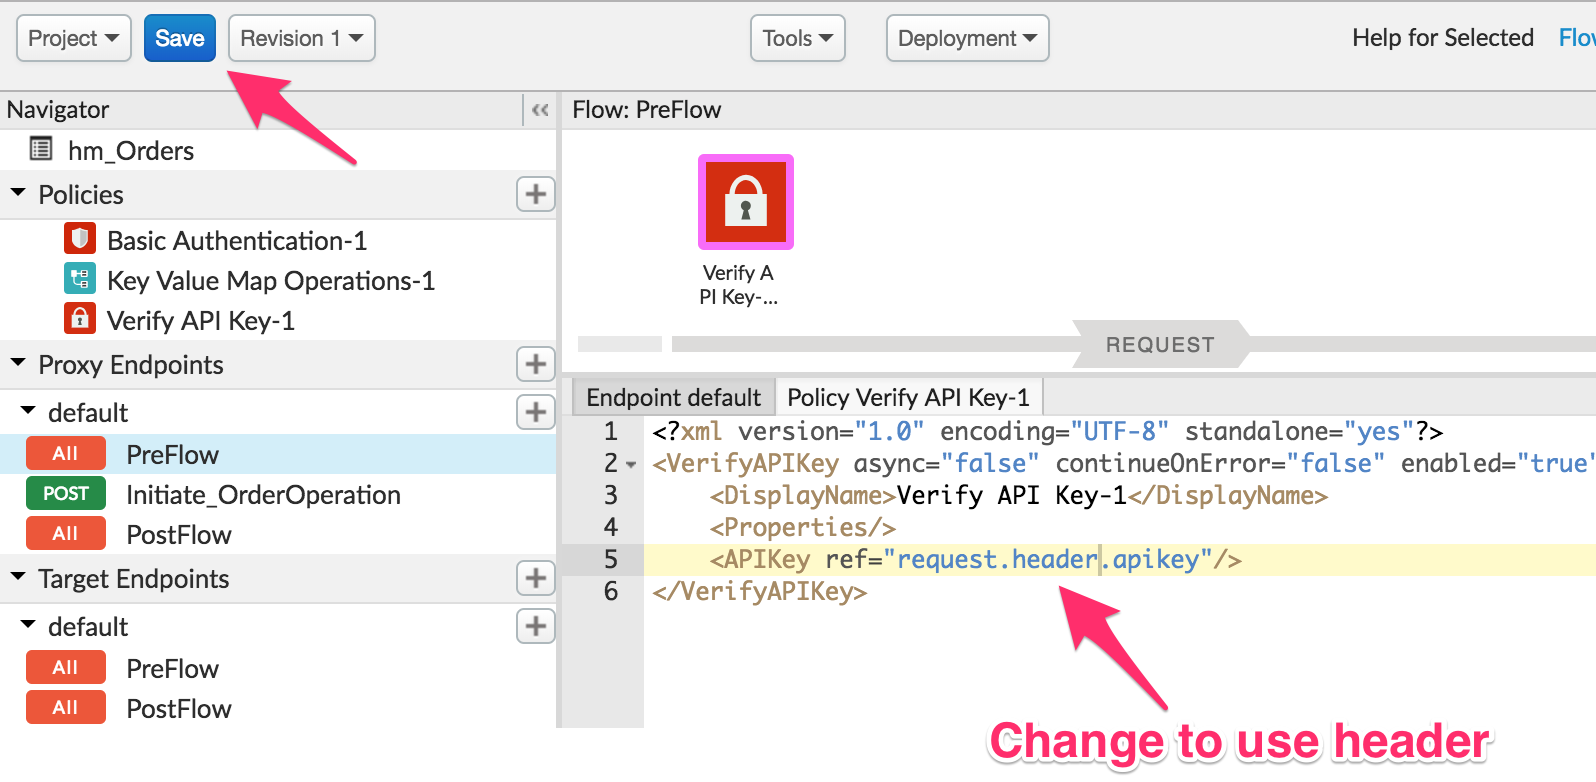 Project
Save
Revision 1
Tools
Deployment
Help for Selected
Flow
Navigator
Flow: PreFlow
hm_Orders
Policies
Basic Authentication-1
Key Value Map Operations-1
Verify API Key-1
Proxy Endpoints
default
All PreFlow
POST Initiate_OrderOperation
All PostFlow
Target Endpoints
default
All PreFlow
All PostFlow
Verify A
PI Key-...
REQUEST
Endpoint default
Policy Verify API Key-1
1 <?xml version="1.0" encoding="UTF-8" standalone="yes"?>
2 <VerifyAPIKey async="false" continueOnError="false" enabled="true"
3 <DisplayName>Verify API Key-1</DisplayName>
4 <Properties/>
5 <APIKey ref="request.header.apikey"/>
6 </VerifyAPIKey>
Change to use header